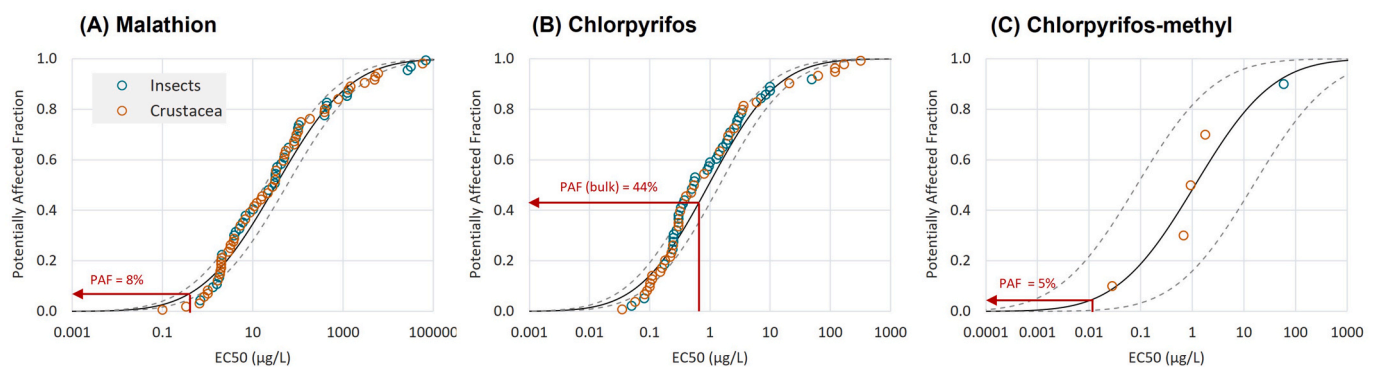 (A) Malathion
(B) Chlorpyrifos
(C) Chlorpyrifos-methyl
Potentially Affected Fraction
1.0
0.8
0.6
0.4
0.2
0.0
Insects
Crustacea
PAF = 8%
0.001
0.1
10
1000
100000
EC50 (µg/L)
Potentially Affected Fraction
1.0
0.8
0.6
0.4
0.2
0.0
PAF (bulk) = 44%
0.001
0.01
0.1
1
10
100
1000
EC50 (µg/L)
Potentially Affected Fraction
1.0
0.8
0.6
0.4
0.2
0.0
PAF = 5%
0.0001
0.001
0.01
0.1
1
10
100
1000
EC50 (µg/L)